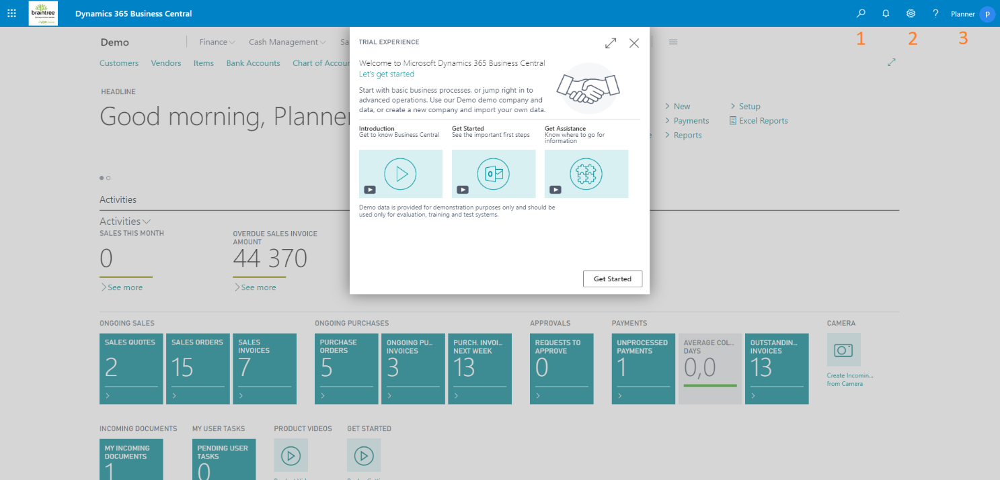 braintree
Dynamics 365 Business Central
Planner
P
1
2
3
Demo
Finance
Cash Management
Sa
Customers
Vendors
Items
Bank Accounts
Chart of Accoun
HEADLINE
Good morning, Planner
New
Payments
Reports
Setup
Excel Reports
TRIAL EXPERIENCE
Welcome to Microsoft Dynamics 365 Business Central
Let's get started
Start with basic business processes, or jump right in to
advanced operations. Use our Demo demo company and
data, or create a new company and import your own data.
Introduction
Get to know Business Central
Get Started
See the important first steps
Get Assistance
Know where to go for
information
Demo data is provided for demonstration purposes only and should be
used only for evaluation, training and test systems.
Get Started
Activities
Activities
SALES THIS MONTH
0
See more
OVERDUE SALES INVOICE
AMOUNT
44 370
See more
ONGOING SALES
SALES QUOTES
2
SALES ORDERS
15
SALES
INVOICES
7
ONGOING PURCHASES
PURCHASE
ORDERS
5
ONGOING PU...
INVOICES
3
PURCH. INVOI...
NEXT WEEK
13
APPROVALS
REQUESTS TO
APPROVE
0
PAYMENTS
UNPROCESSED
PAYMENTS
1
AVERAGE COL...
DAYS
0,0
OUTSTANDIN...
INVOICES
13
CAMERA
Create Incomin...
from Camera
INCOMING DOCUMENTS
MY INCOMING
DOCUMENTS
1
MY USER TASKS
PENDING USER
TASKS
0
PRODUCT VIDEOS
GET STARTED